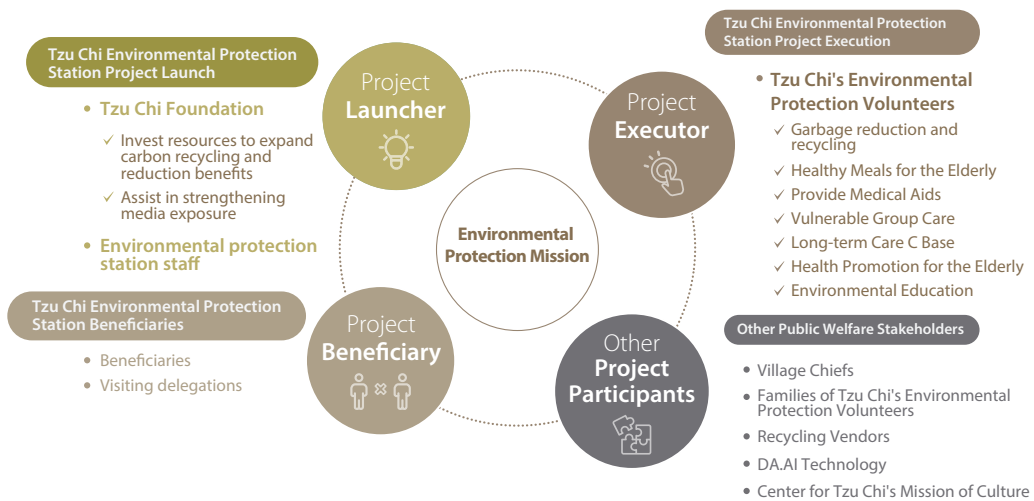 Tzu Chi Environmental Protection
Station Project Launch
• Tzu Chi Foundation
✓ Invest resources to expand
carbon recycling and
reduction benefits
✓ Assist in strengthening
media exposure
• Environmental protection
station staff
Project
Launcher
Project
Executor
Tzu Chi Environmental Protection
Station Project Execution
• Tzu Chi's Environmental
Protection Volunteers
✓ Garbage reduction and
recycling
✓ Healthy Meals for the Elderly
✓ Provide Medical Aids
✓ Vulnerable Group Care
✓ Long-term Care C Base
✓ Health Promotion for the Elderly
✓ Environmental Education
Environmental
Protection Mission
Tzu Chi Environmental Protection
Station Beneficiaries
• Beneficiaries
• Visiting delegations
Project
Beneficiary
Other
Project
Participants
Other Public Welfare Stakeholders
• Village Chiefs
• Families of Tzu Chi's Environmental
Protection Volunteers
• Recycling Vendors
• DA.AI Technology
• Center for Tzu Chi's Mission of Culture